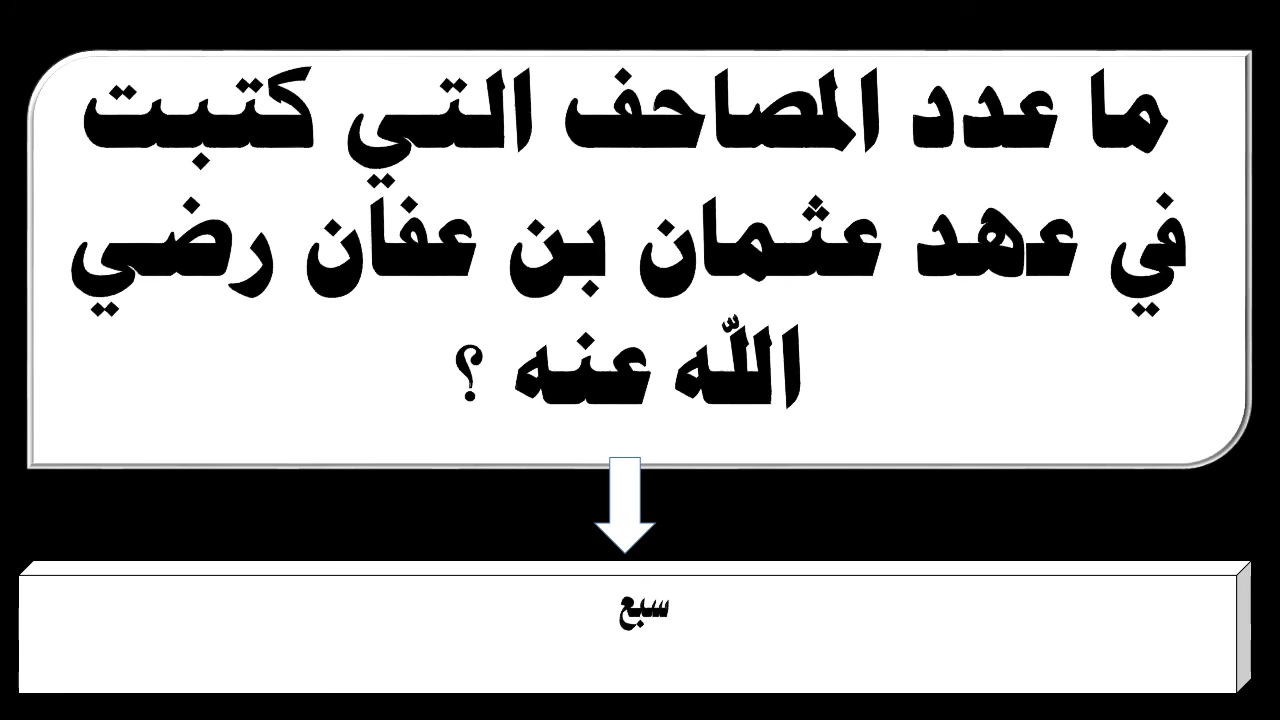 ما عدد المصاحف التي كتبت
في عهد عثمان بن عفان رضي
الله عنه ؟
سبع